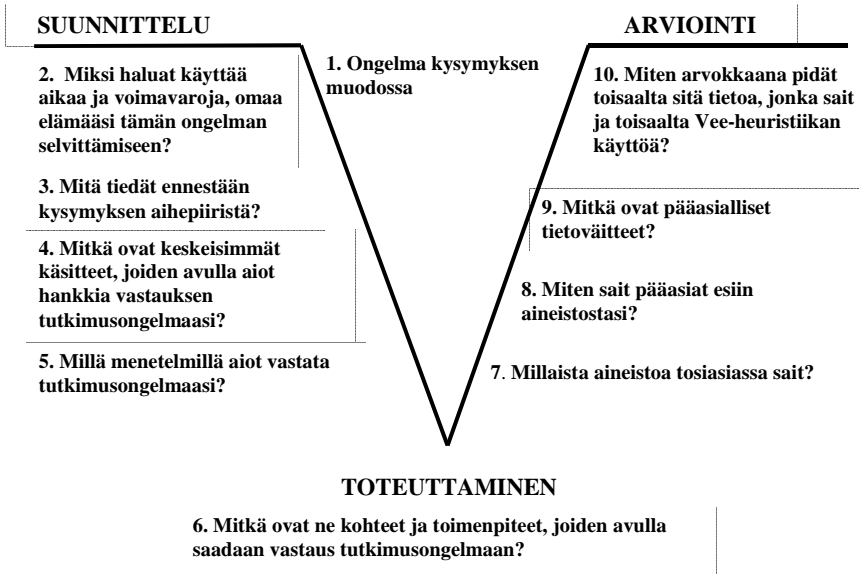 SUUNNITTELU
ARVIOINTI
1. Ongelma kysymyksen
muodossa
2. Miksi haluat käyttää
aikaa ja voimavaroja, omaa
elämääsi tämän ongelman
selvittämiseen?
3. Mitä tiedät ennestään
kysymyksen aihepiiristä?
4. Mitkä ovat keskeisimmät
käsitteet, joiden avulla aiot
hankkia vastauksen
tutkimusongelmaasi?
5. Millä menetelmillä aiot vastata
tutkimusongelmaasi?
TOTEUTTAMINEN
6. Mitkä ovat ne kohteet ja toimenpiteet, joiden avulla
saadaan vastaus tutkimusongelmaan?
7. Millaista aineistoa tosiasiassa sait?
8. Miten sait pääasiat esiin
aineistostasi?
9. Mitkä ovat pääasialliset
tietoväitteet?
10. Miten arvokkaana pidät
toisaalta sitä tietoa, jonka sait
ja toisaalta Vee-heuristiikan
käyttöä?